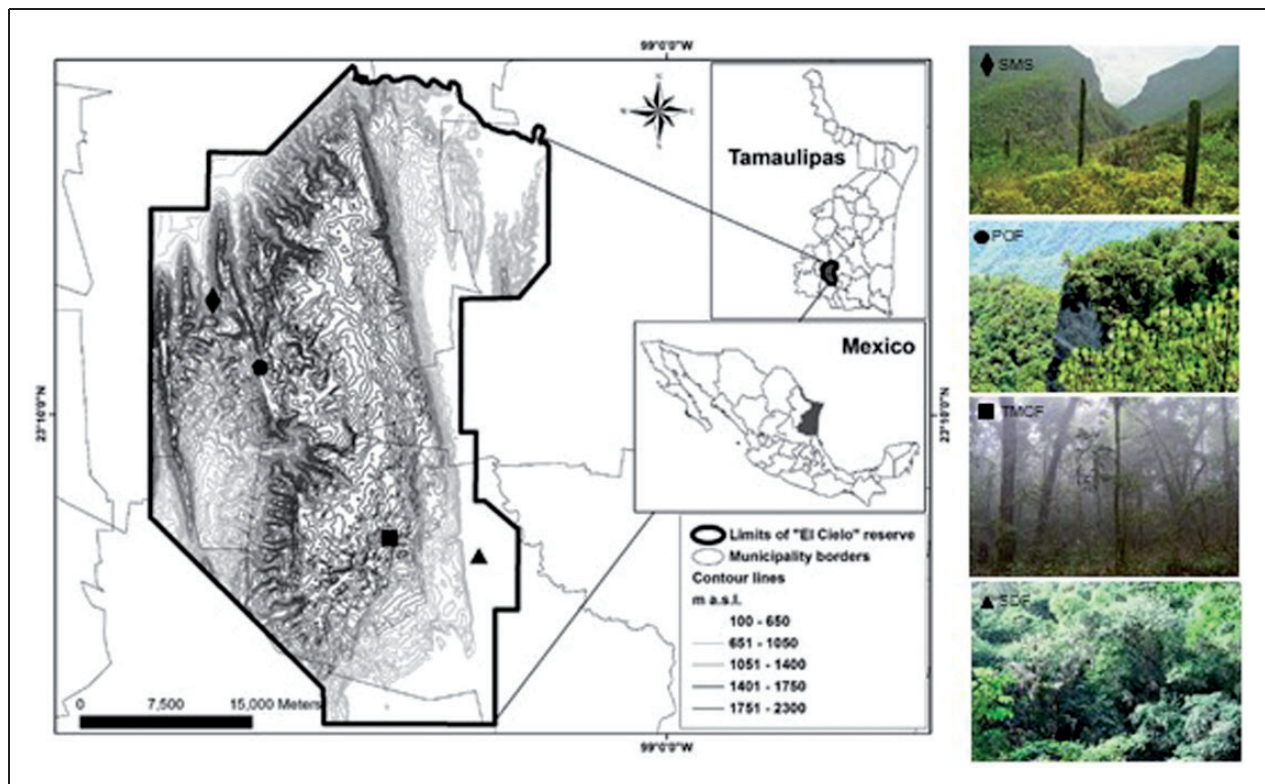 99°0'0"W
Tamaulipas
Mexico
23°10'0"N
23°10'0"N
Limits of "El Cielo" reserve
Municipality borders
Contour lines
m a.s.l.
100 - 650
651 - 1050
1051 - 1400
1401 - 1750
1751 - 2300
0 7,500 15,000 Meters
99°0'0"W
SMS
POF
TMCF
SDF